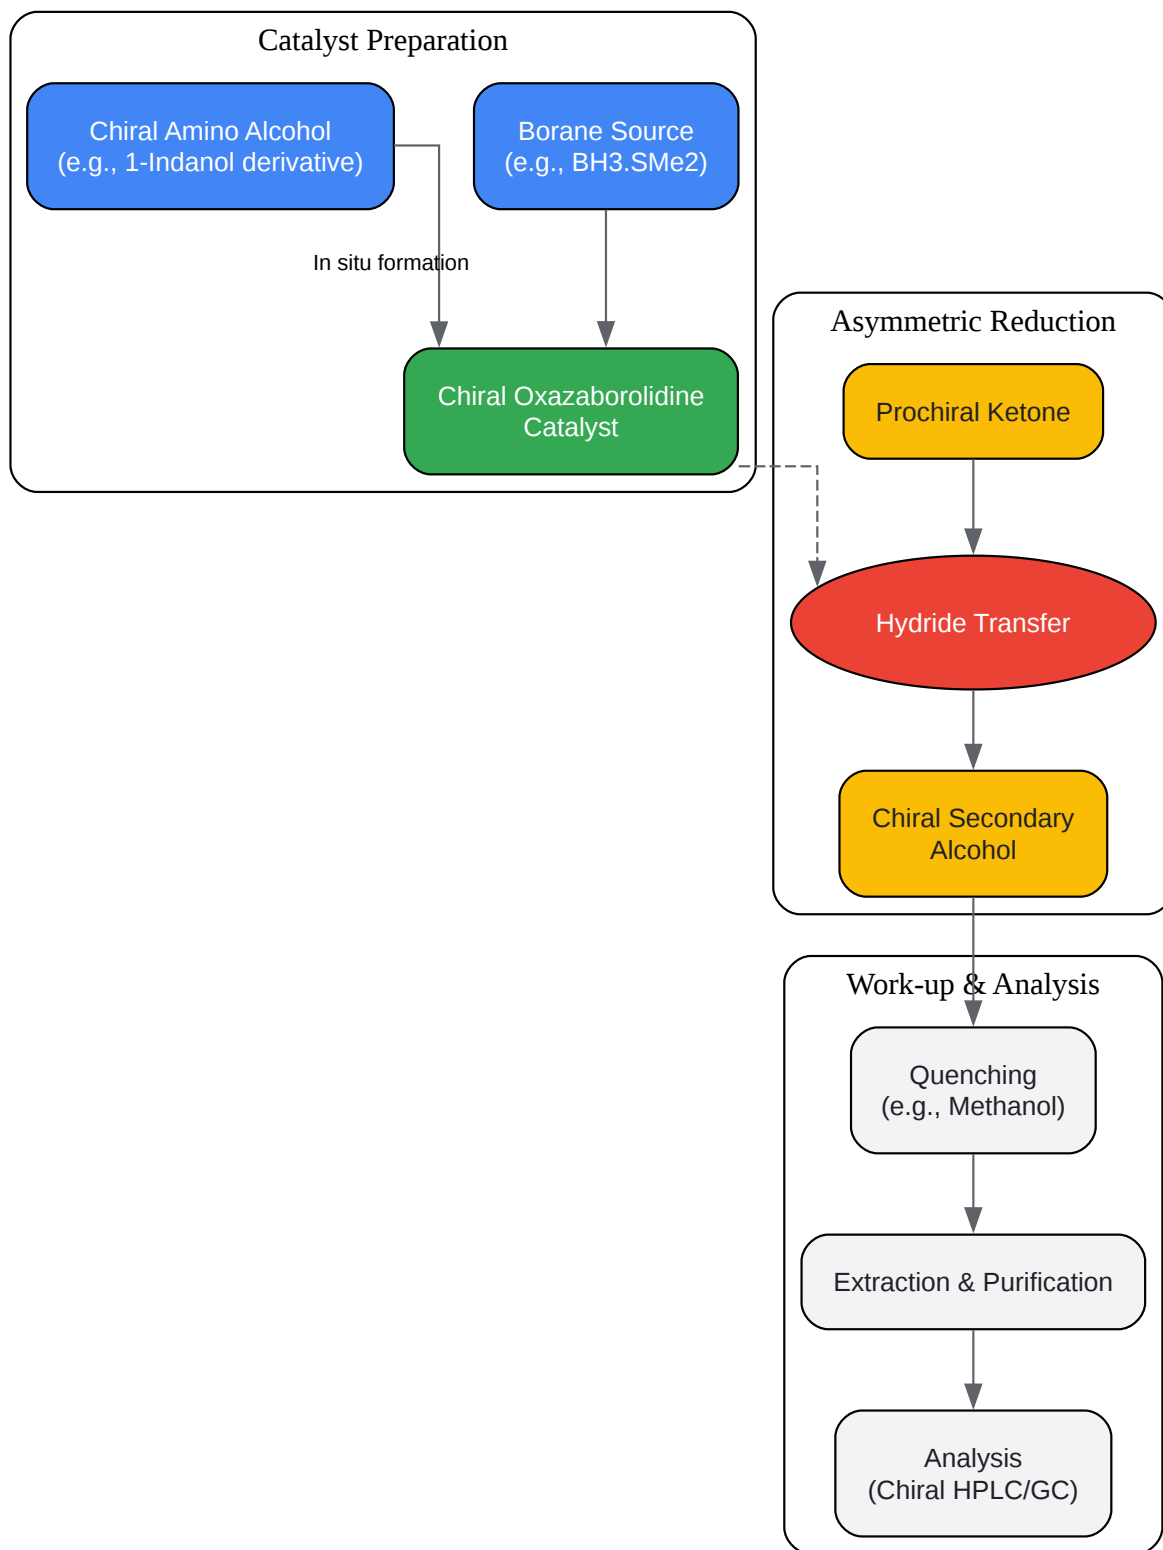 Catalyst Preparation
Chiral Amino Alcohol
(e.g., 1-Indanol derivative)
Borane Source
(e.g., BH3.SMe2)
In situ formation
Chiral Oxazaborolidine
Catalyst
Asymmetric Reduction
Prochiral Ketone
Hydride Transfer
Chiral Secondary
Alcohol
Work-up & Analysis
Quenching
(e.g., Methanol)
Extraction & Purification
Analysis
(Chiral HPLC/GC)